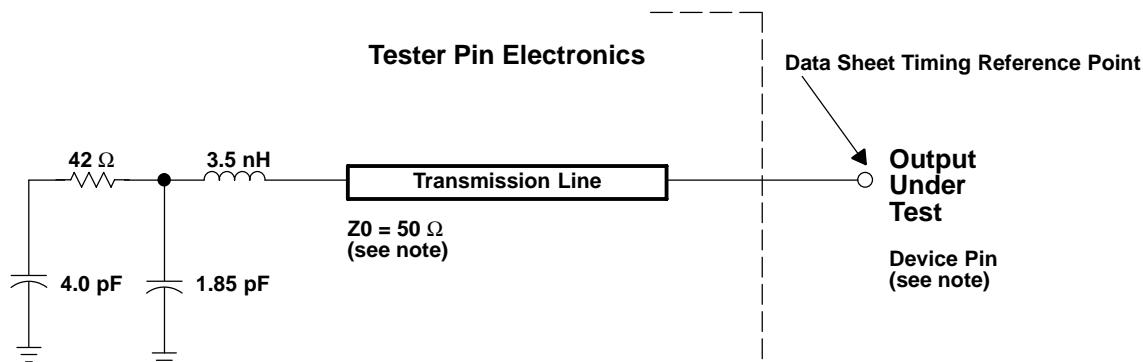 Tester Pin Electronics
Data Sheet Timing Reference Point
42 Ω
3.5 nH
Transmission Line
Output
Under
Test
Z0 = 50 Ω
(see note)
Device Pin
(see note)
4.0 pF
1.85 pF